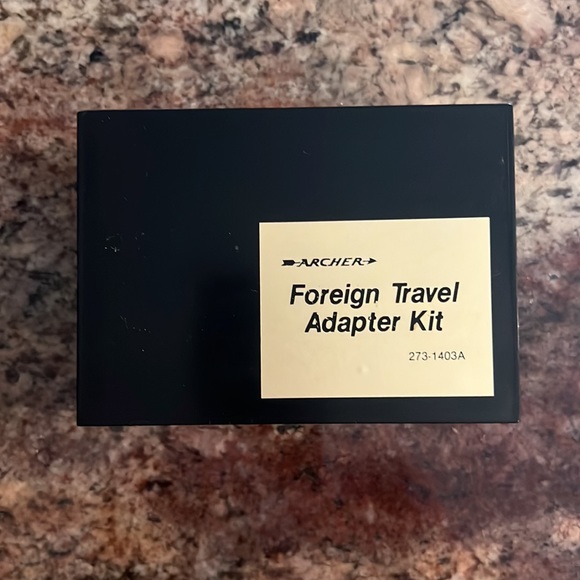 ARCHER
Foreign Travel
Adapter Kit
273-1403A